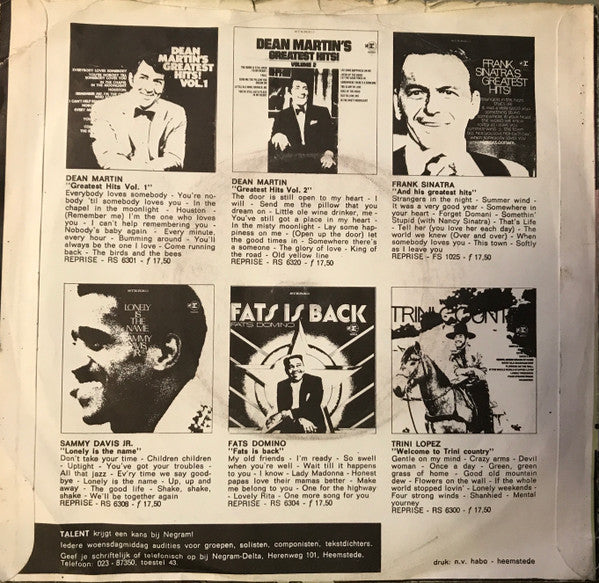 DEAN
MARTIN'S
GREATEST
HITS!
VOL.1
DEAN MARTIN'S
GREATEST HITS!
VOLUME 2
FRANK
SINATRA'S
GREATEST
HITS!
DEAN MARTIN
"Greatest Hits Vol. 1"
Everybody loves somebody - You're no-
body 'til somebody loves you - In the
chapel in the moonlight - Houston -
(Remember me) I'm the one who loves
you - I can't help remembering you -
Nobody's baby again - Every minute,
every hour - Bumming around - You'll
always be the one I love - Come running
back - The birds and the bees
REPRISE - RS 6301 - f 17,50
DEAN MARTIN
"Greatest Hits Vol. 2"
The door is still open to my heart - I
will - Send me the pillow that you
dream on - Little ole wine drinker, me -
You've still got a place in my heart -
In the misty moonlight - Lay some hap-
piness on me - (Open up the door) let
the good times in - Somewhere there's
a someone - The glory of love - King of
the road - Old yellow line
REPRISE - RS 6320 - f 17,50
FRANK SINATRA
"And his greatest hits"
Strangers in the night - Summer wind -
It was a very good year - Somewhere in
your heart - Forget Domani - Somethin'
Stupid (with Nancy Sinatra) - That's Life
- Tell her (you love her each day) - The
world we knew (Over and over) - When
somebody loves you - This town - Softly
as I leave you
REPRISE - FS 1025 - f 17,50
LONELY
IS
THE
NAME
SAMMY
DAVIS JR.
FATS IS BACK
FATS DOMINO
TRINI COUNTRY
SAMMY DAVIS JR.
"Lonely is the name"
Don't take your time - Children children
- Uptight - You've got your troubles -
All that jazz - Ev'ry time we say good-
bye - Lonely is the name - Up, up and
away - The good life - Shake, shake,
shake - We'll be together again
REPRISE - RS 6308 - f 17,50
FATS DOMINO
"Fats is back"
My old friends - I'm ready - So swell
when you're well - Wait till it happens
to you - I know - Lady Madonna - Honest
papas love their mamas better - Make
me belong to you - One for the highway
- Lovely Rita - One more song for you
REPRISE - RS 6304 - f 17,50
TRINI LOPEZ
"Welcome to Trini country"
Gentle on my mind - Crazy arms - Devil
woman - Once a day - Green, green
grass of home - Good old mountain
dew - Flowers on the wall - If the whole
world stopped lovin' - Lonely weekends -
Four strong winds - Shanhied - Mental
journey
REPRISE - RS 6300 - f 17,50
TALENT krijgt een kans bij Negram!
Iedere woensdagmiddag audities voor groepen, solisten, componisten, tekstdichters.
Geef je schriftelijk of telefonisch op bij Negram-Delta, Herenweg 101, Heemstede.
Telefoon: 023 - 87350, toestel 43.
druk: n.v. habo - heemstede